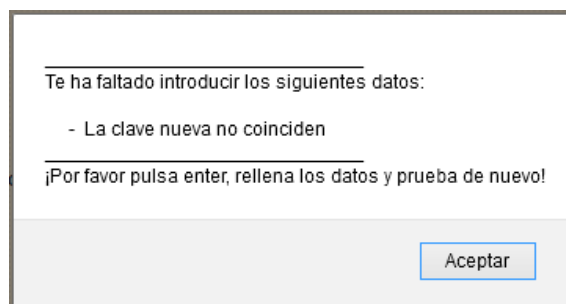 Te ha faltado introducir los siguientes datos:
- La clave nueva no coinciden
¡Por favor pulsa enter, rellena los datos y prueba de nuevo!
Aceptar